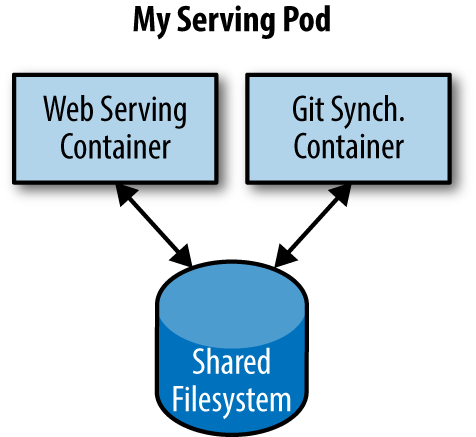 My Serving Pod
Web Serving
Container
Git Synch.
Container
Shared
Filesystem